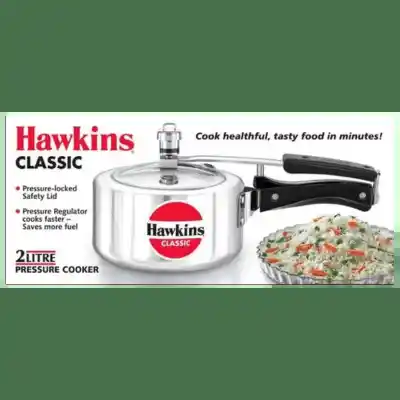 Hawkins
CLASSIC
Cook healthful, tasty food in minutes!
• Pressure-locked
Safety Lid
• Pressure Regulator
cooks faster –
Saves more fuel
2 LITRE
PRESSURE COOKER
Hawkins
CLASSIC